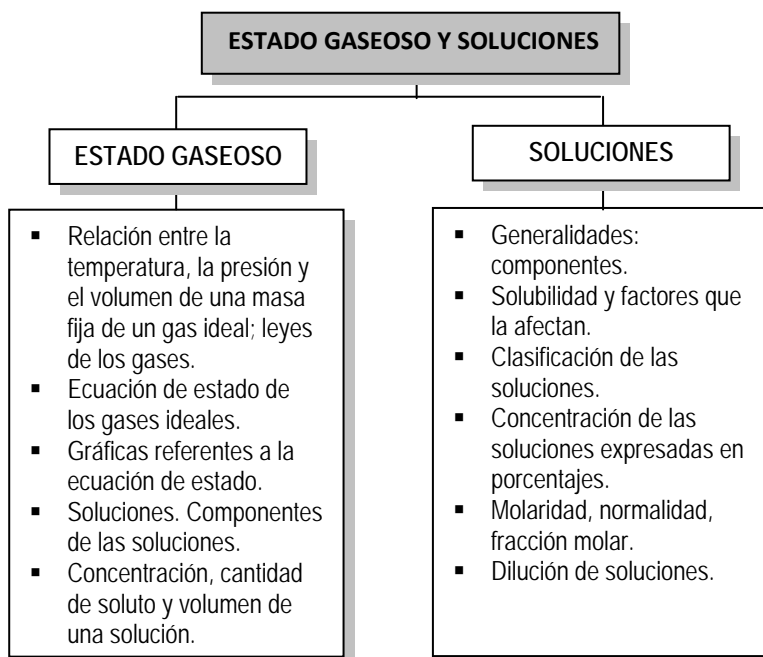 ESTADO GASEOSO Y SOLUCIONES
ESTADO GASEOSO
▪ Relación entre la
temperatura, la presión y
el volumen de una masa
fija de un gas ideal; leyes
de los gases.
▪ Ecuación de estado de
los gases ideales.
▪ Gráficas referentes a la
ecuación de estado.
▪ Soluciones. Componentes
de las soluciones.
▪ Concentración, cantidad
de soluto y volumen de
una solución.
SOLUCIONES
▪ Generalidades:
componentes.
▪ Solubilidad y factores que
la afectan.
▪ Clasificación de las
soluciones.
▪ Concentración de las
soluciones expresadas en
porcentajes.
▪ Molaridad, normalidad,
fracción molar.
▪ Dilución de soluciones.